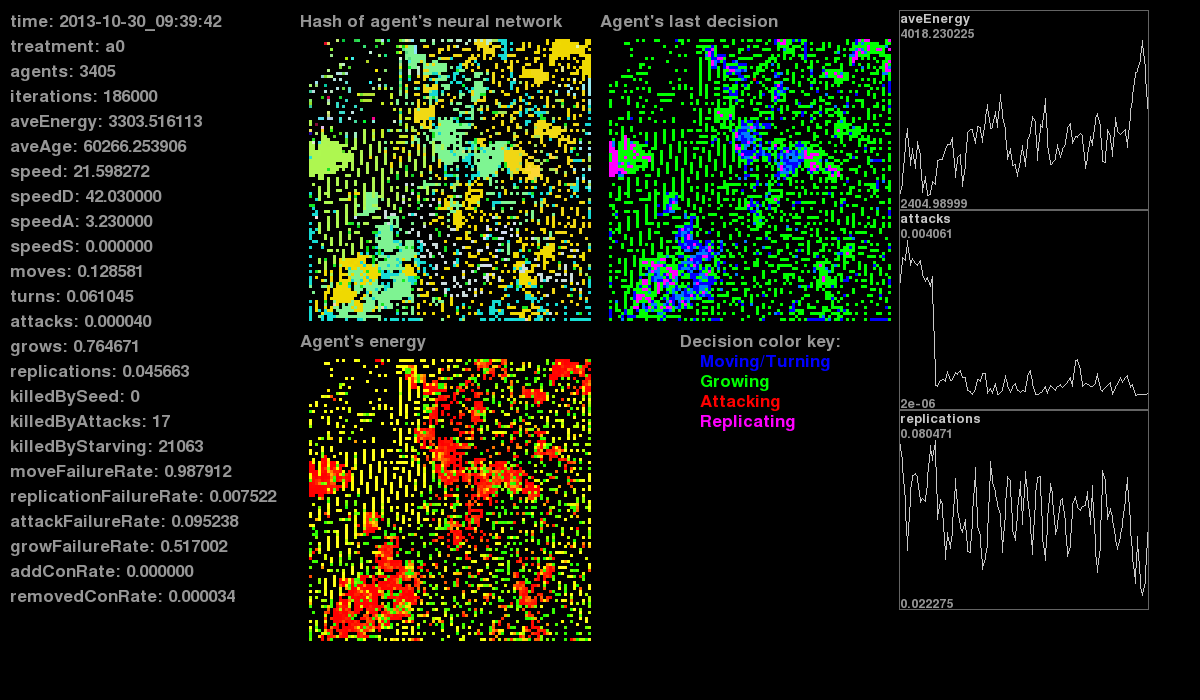 time: 2013-10-30_09:39:42
treatment: a0
agents: 3405
iterations: 186000
aveEnergy: 3303.516113
aveAge: 60266.253906
speed: 21.598272
speedD: 42.030000
speedA: 3.230000
speedS: 0.000000
moves: 0.128581
turns: 0.061045
attacks: 0.000040
grows: 0.764671
replications: 0.045663
killedBySeed: 0
killedByAttacks: 17
killedByStarving: 21063
moveFailureRate: 0.987912
replicationFailureRate: 0.007522
attackFailureRate: 0.095238
growFailureRate: 0.517002
addConRate: 0.000000
removedConRate: 0.000034
Hash of agent's neural network
Agent's last decision
Agent's energy
Decision color key:
Moving/Turning
Growing
Attacking
Replicating
aveEnergy
4018.230225
2404.98999
attacks
0.004061
2e-06
replications
0.080471
0.022275